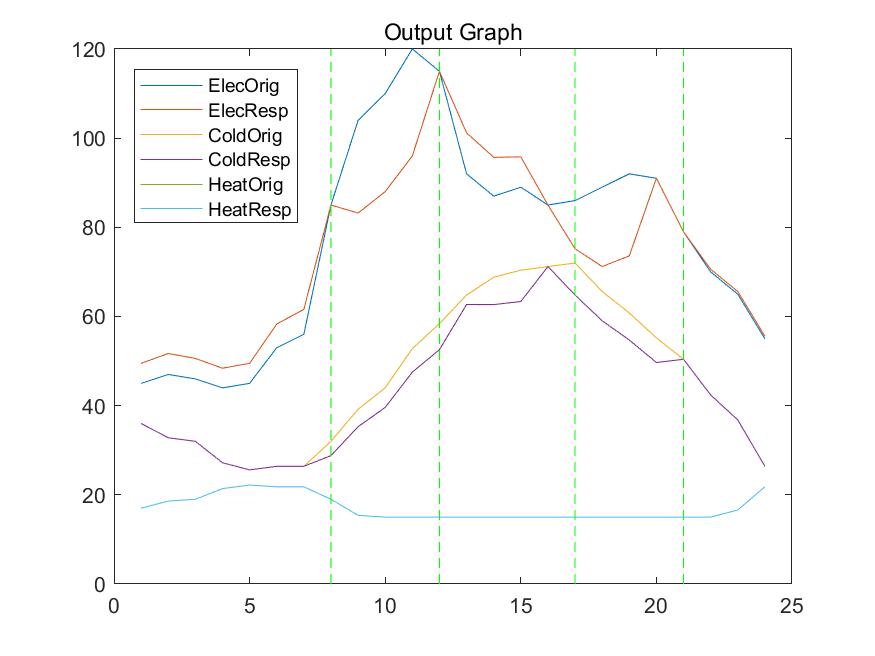 Output Graph
120
100
80
60
40
20
0
ElecOrig
ElecResp
ColdOrig
ColdResp
HeatOrig
HeatResp
0 5 10 15 20 25